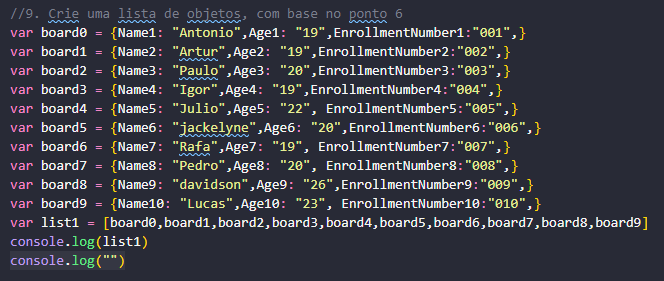 //9. Crie uma lista de objetos, com base no ponto 6
var board0 = {Name1: "Antonio",Age1: "19",EnrollmentNumber1:"001",}
var board1 = {Name2: "Artur",Age2: "19",EnrollmentNumber2:"002",}
var board2 = {Name3: "Paulo",Age3: "20",EnrollmentNumber3:"003",}
var board3 = {Name4: "Igor",Age4: "19",EnrollmentNumber4:"004",}
var board4 = {Name5: "Julio",Age5: "22", EnrollmentNumber5:"005",}
var board5 = {Name6: "jackelyne",Age6: "20",EnrollmentNumber6:"006",}
var board6 = {Name7: "Rafa",Age7: "19", EnrollmentNumber7:"007",}
var board7 = {Name8: "Pedro",Age8: "20", EnrollmentNumber8:"008",}
var board8 = {Name9: "davidson",Age9: "26",EnrollmentNumber9:"009",}
var board9 = {Name10: "Lucas",Age10: "23", EnrollmentNumber10:"010",}
var list1 = [board0,board1,board2,board3,board4,board5,board6,board7,board8,board9]
console.log(list1)
console.log("")